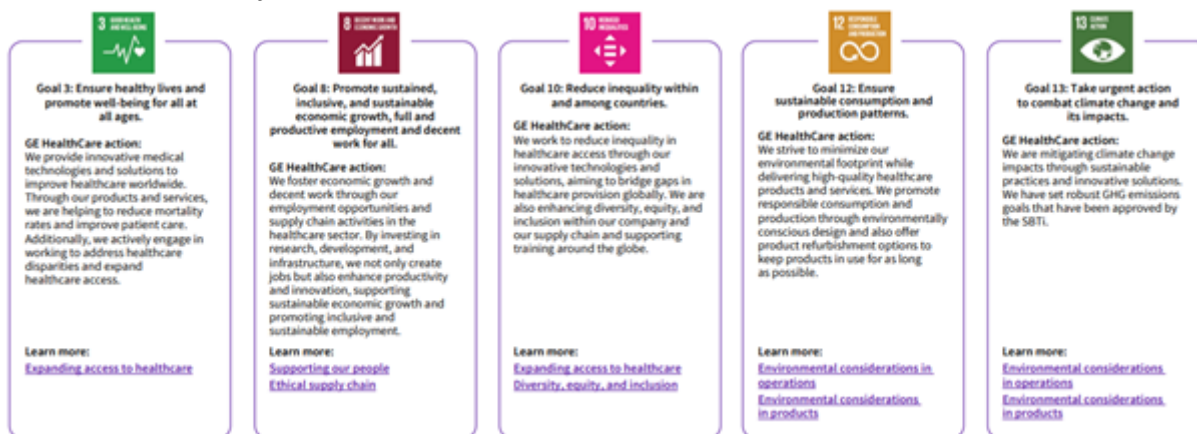 3 GOOD HEALTH
AND WELL-BEING
Goal 3: Ensure healthy lives and
promote well-being for all at
all ages.
GE HealthCare action:
We provide innovative medical
technologies and solutions to
improve healthcare worldwide.
Through our products and services,
we are helping to reduce mortality
rates and improve patient care.
Additionally, we actively engage in
working to address healthcare
disparities and expand
healthcare access.
Learn more:
Expanding access to healthcare
8 DECENT WORK AND
ECONOMIC GROWTH
Goal 8: Promote sustained,
inclusive, and sustainable
economic growth, full and
productive employment and decent
work for all.
GE HealthCare action:
We foster economic growth and
decent work through our
employment opportunities and
supply chain activities in the
healthcare sector. By investing in
research, development, and
infrastructure, we not only create
jobs but also enhance productivity
and innovation, supporting
sustainable economic growth and
promoting inclusive and
sustainable employment.
Learn more:
Supporting our people
Ethical supply chain
10 REDUCED
INEQUALITIES
Goal 10: Reduce inequality within
and among countries.
GE HealthCare action:
We work to reduce inequality in
healthcare access through our
innovative technologies and
solutions, aiming to bridge gaps in
healthcare provision globally. We are
also enhancing diversity, equity, and
inclusion within our company and
our supply chain and supporting
training around the globe.
Learn more:
Expanding access to healthcare
Diversity, equity, and inclusion
12 RESPONSIBLE
CONSUMPTION
AND PRODUCTION
Goal 12: Ensure
sustainable consumption and
production patterns.
GE HealthCare action:
We strive to minimize our
environmental footprint while
delivering high-quality healthcare
products and services. We promote
responsible consumption and
production through environmentally
conscious design and also offer
product refurbishment options to
keep products in use for as long
as possible.
Learn more:
Environmental considerations in
operations
Environmental considerations
in products
13 CLIMATE
ACTION
Goal 13: Take urgent action
to combat climate change and
its impacts.
GE HealthCare action:
We are mitigating climate change
impacts through sustainable
practices and innovative solutions.
We have set robust GHG emissions
goals that have been approved by
the SBTi.
Learn more:
Environmental considerations
in operations
Environmental considerations
in products